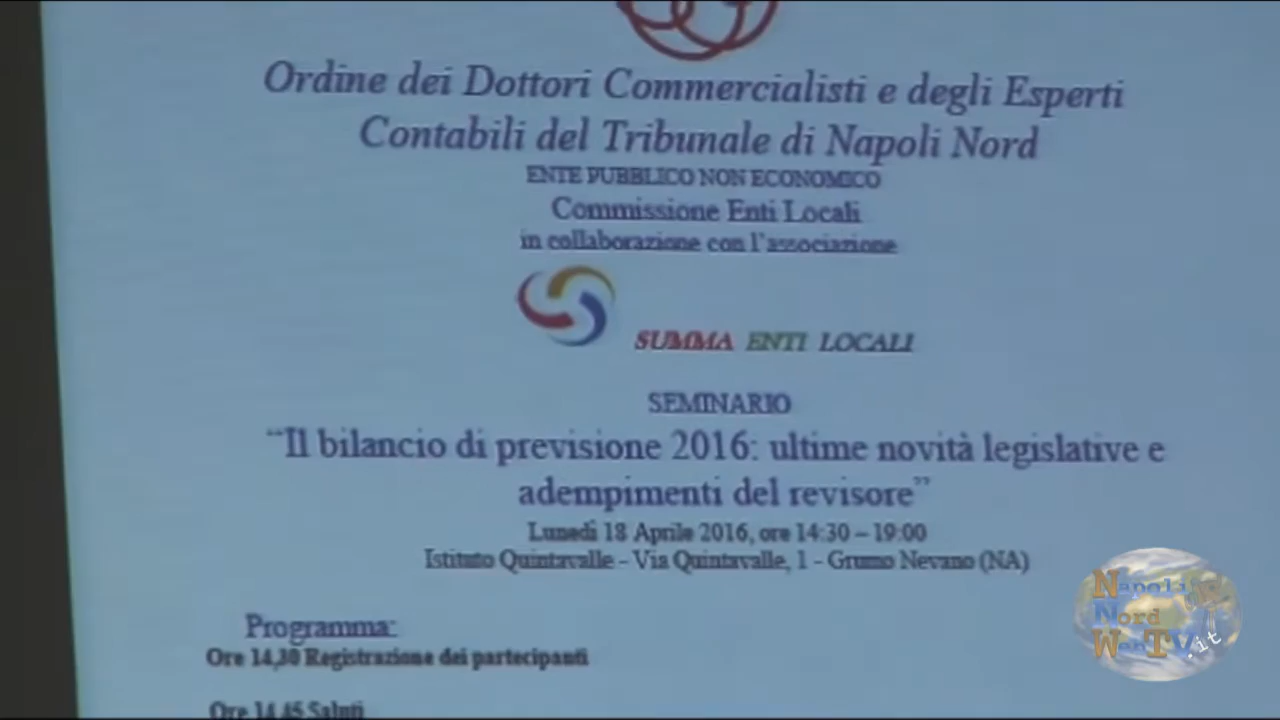 Ordine dei Dottori Commercialisti e degli Esperti
Contabili del Tribunale di Napoli Nord
ENTE PUBBLICO NON ECONOMICO
Commissione Enti Locali
in collaborazione con l'associazione
SUMMA ENTI LOCALI
SEMINARIO
“Il bilancio di previsione 2016: ultime novità legislative e
adempimenti del revisore”
Lunedì 18 Aprile 2016, ore 14:30 – 19:00
Istituto Quintavalle - Via Quintavalle, 1 - Grumo Nevano (NA)
Programma:
Ore 14,30 Registrazione dei partecipanti
Ore 14,45 Saluti
Napoli
Nord
WebTV.it